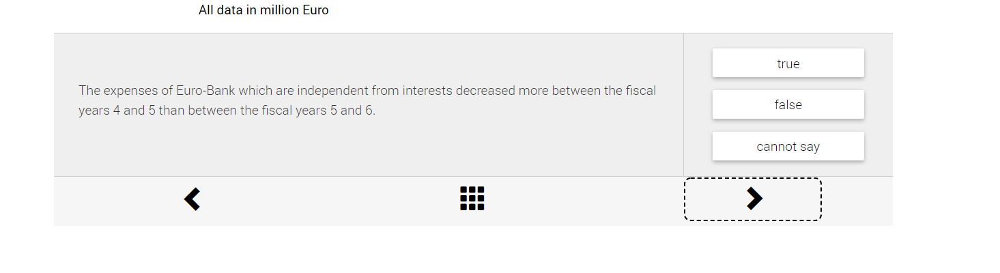 All data in million Euro
The expenses of Euro-Bank which are independent from interests decreased more between the fiscal
years 4 and 5 than between the fiscal years 5 and 6.
true
false
cannot say